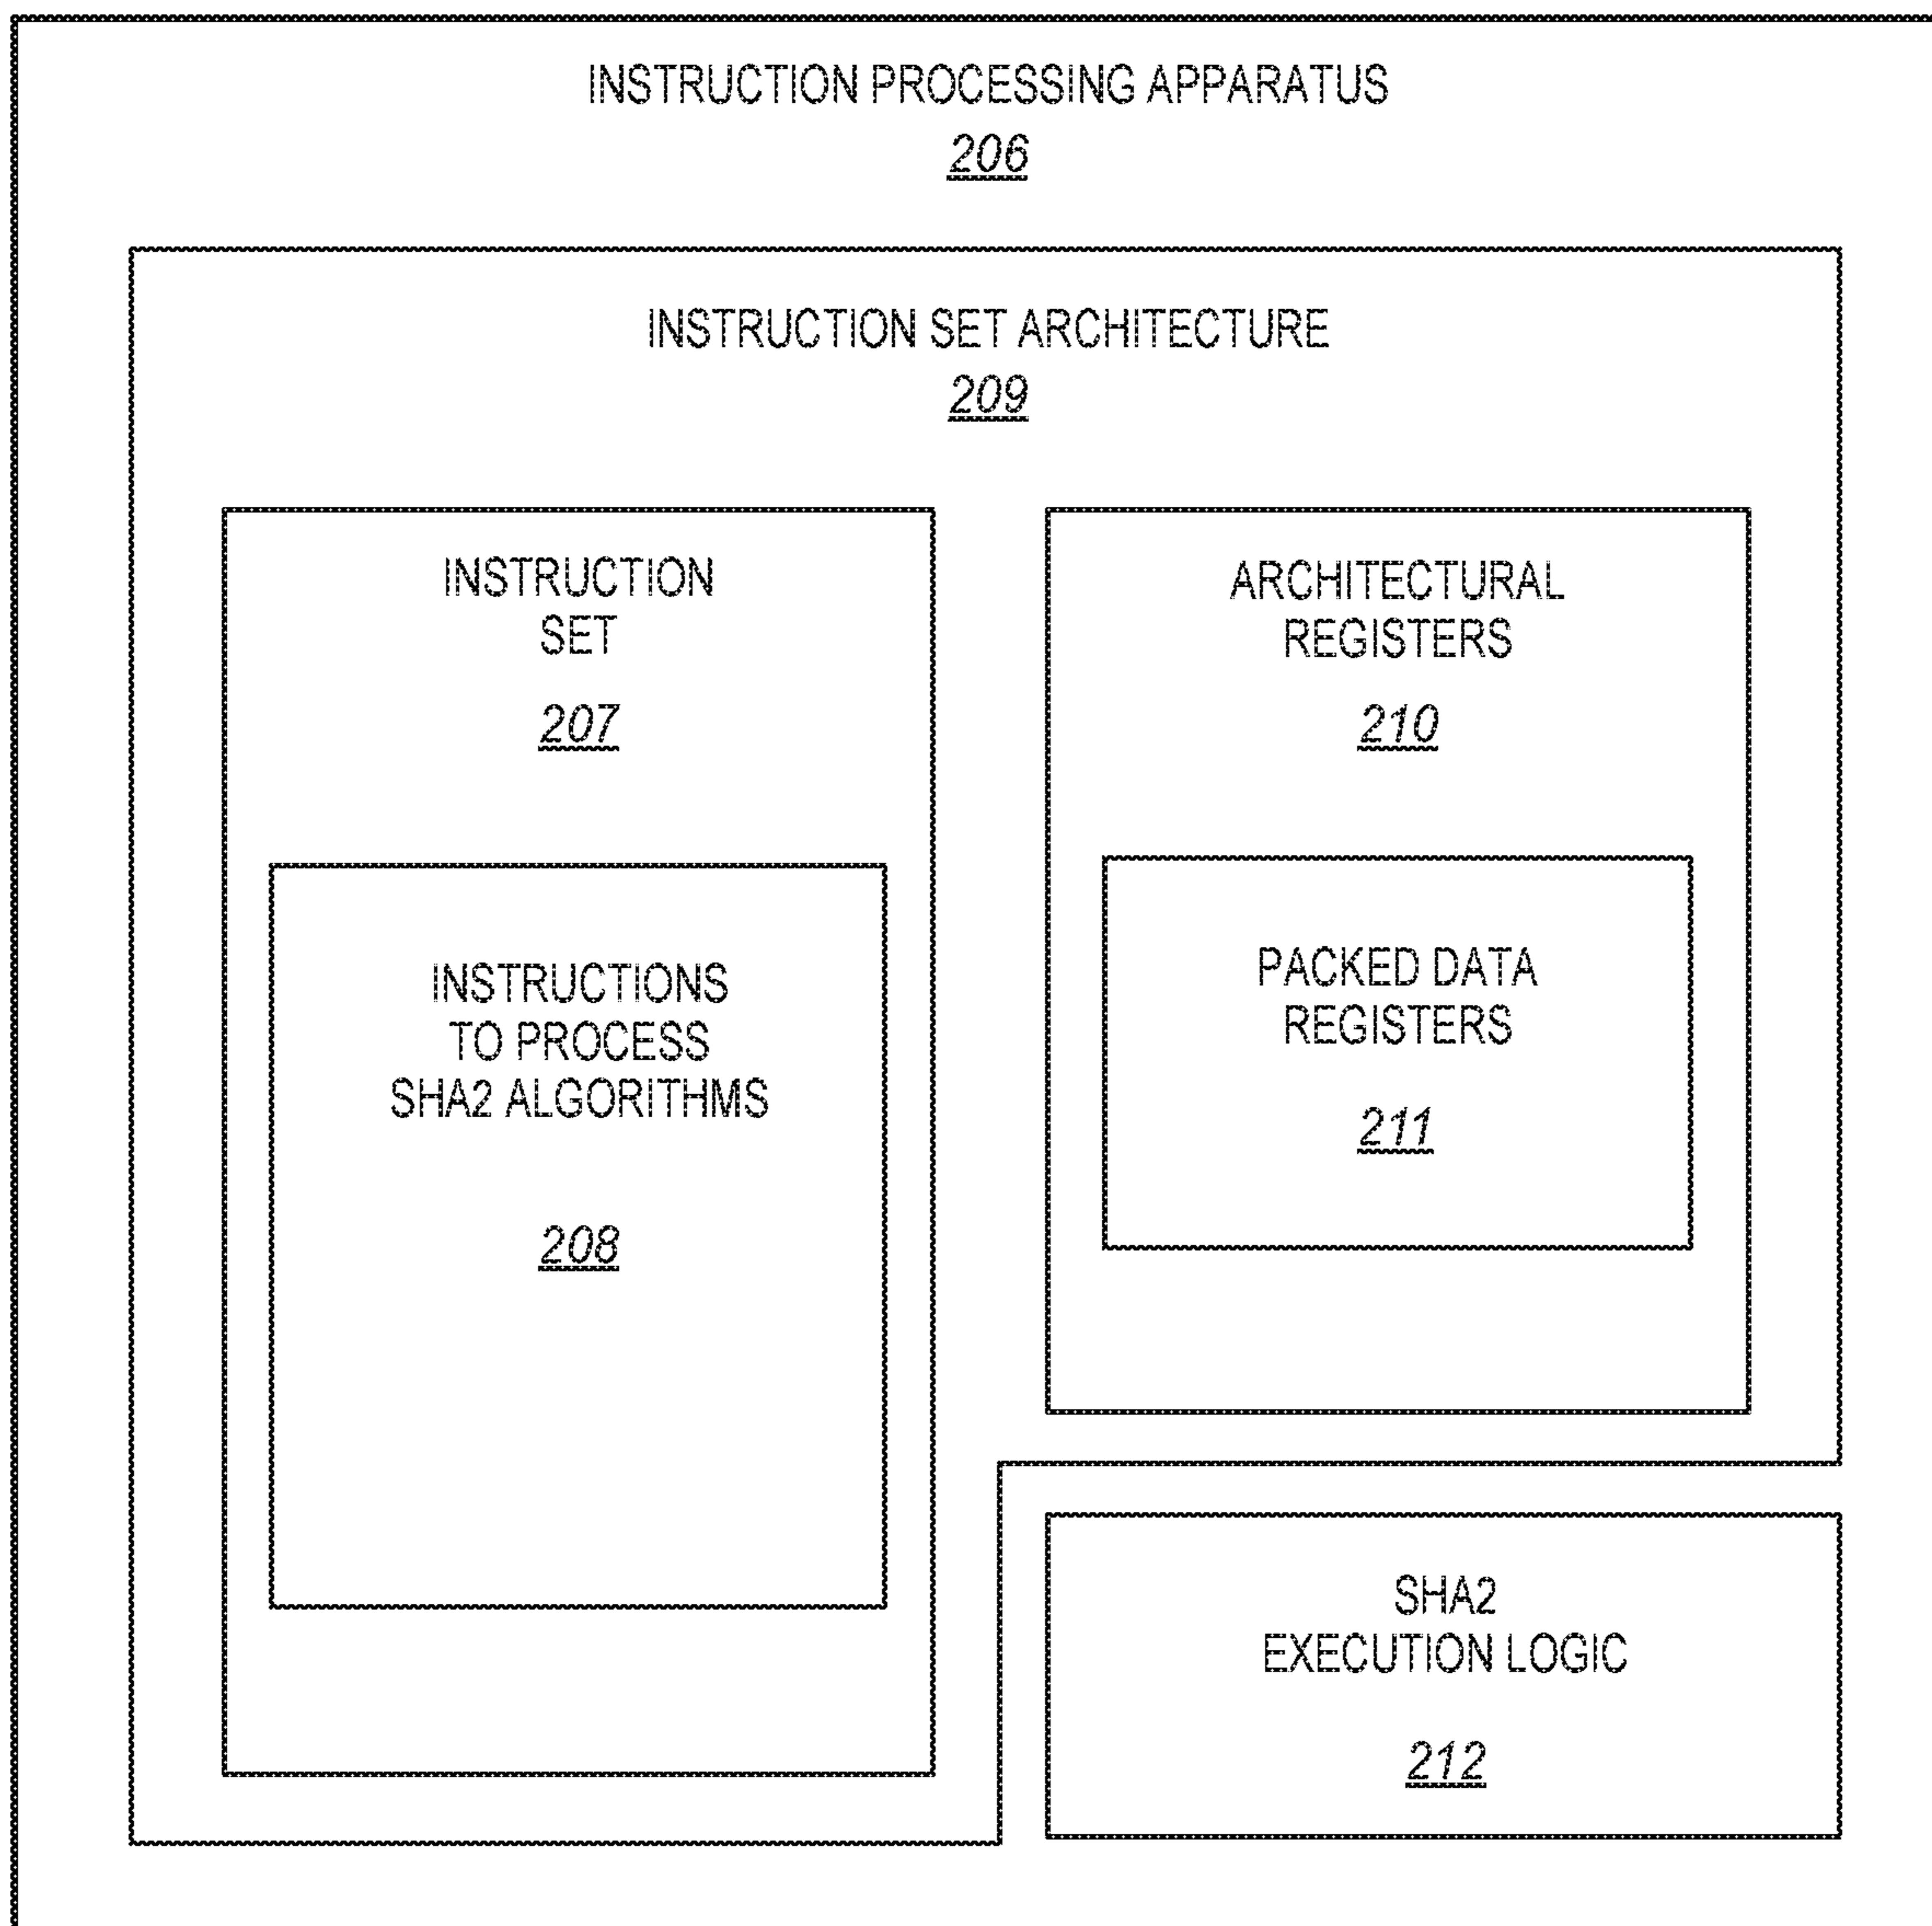 INSTRUCTION PROCESSING APPARATUS
206
INSTRUCTION SET ARCHITECTURE
209
INSTRUCTION
SET
207
INSTRUCTIONS
TO PROCESS
SHA2 ALGORITHMS
208
ARCHITECTURAL
REGISTERS
210
PACKED DATA
REGISTERS
211
SHA2
EXECUTION LOGIC
212